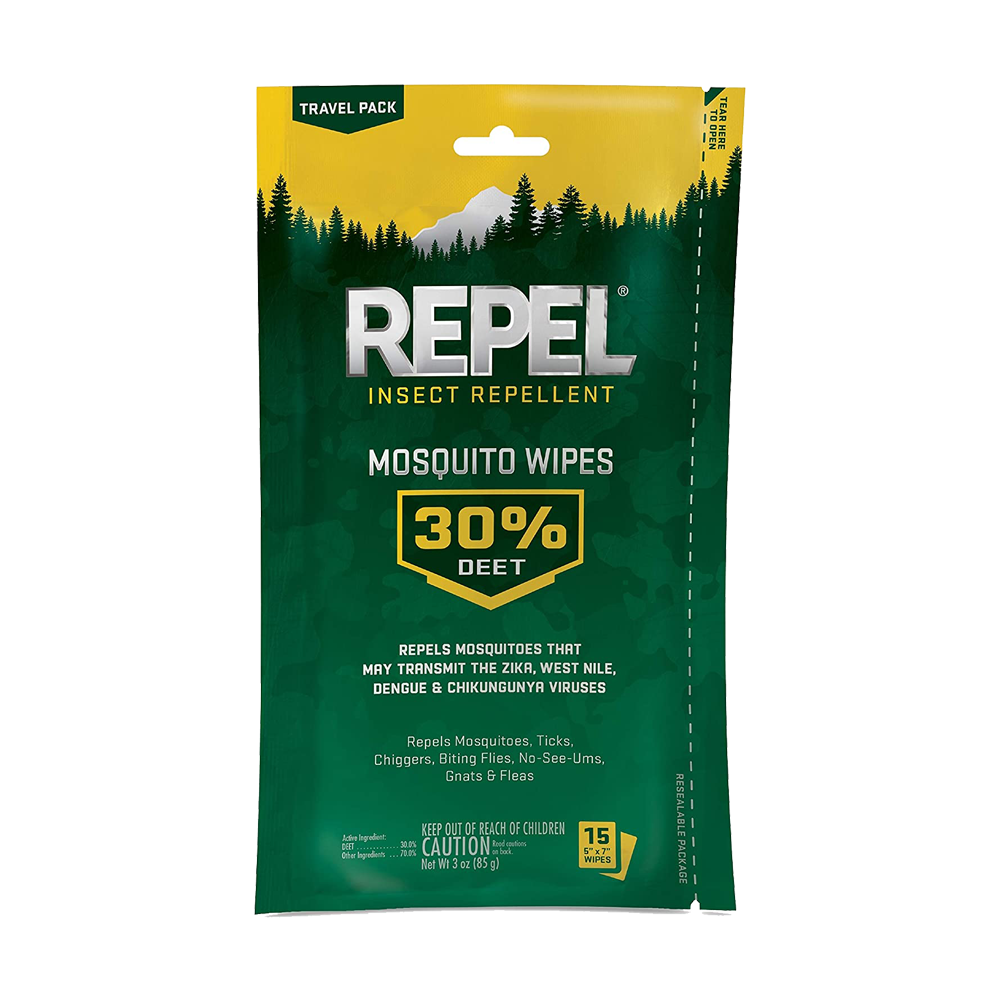 TRAVEL PACK
TEAR HERE
TO OPEN
REPEL®
INSECT REPELLENT
MOSQUITO WIPES
30%
DEET
REPELS MOSQUITOES THAT
MAY TRANSMIT THE ZIKA, WEST NILE,
DENGUE & CHIKUNGUNYA VIRUSES
Repels Mosquitoes, Ticks,
Chiggers, Biting Flies, No-See-Ums,
Gnats & Fleas
Active Ingredient:
DEET ............ 30.0%
Other Ingredients ... 70.0%
KEEP OUT OF REACH OF CHILDREN
CAUTION Read cautions
on back.
Net Wt 3 oz (85 g)
15
5" x 7"
WIPES
RESEALABLE PACKAGE